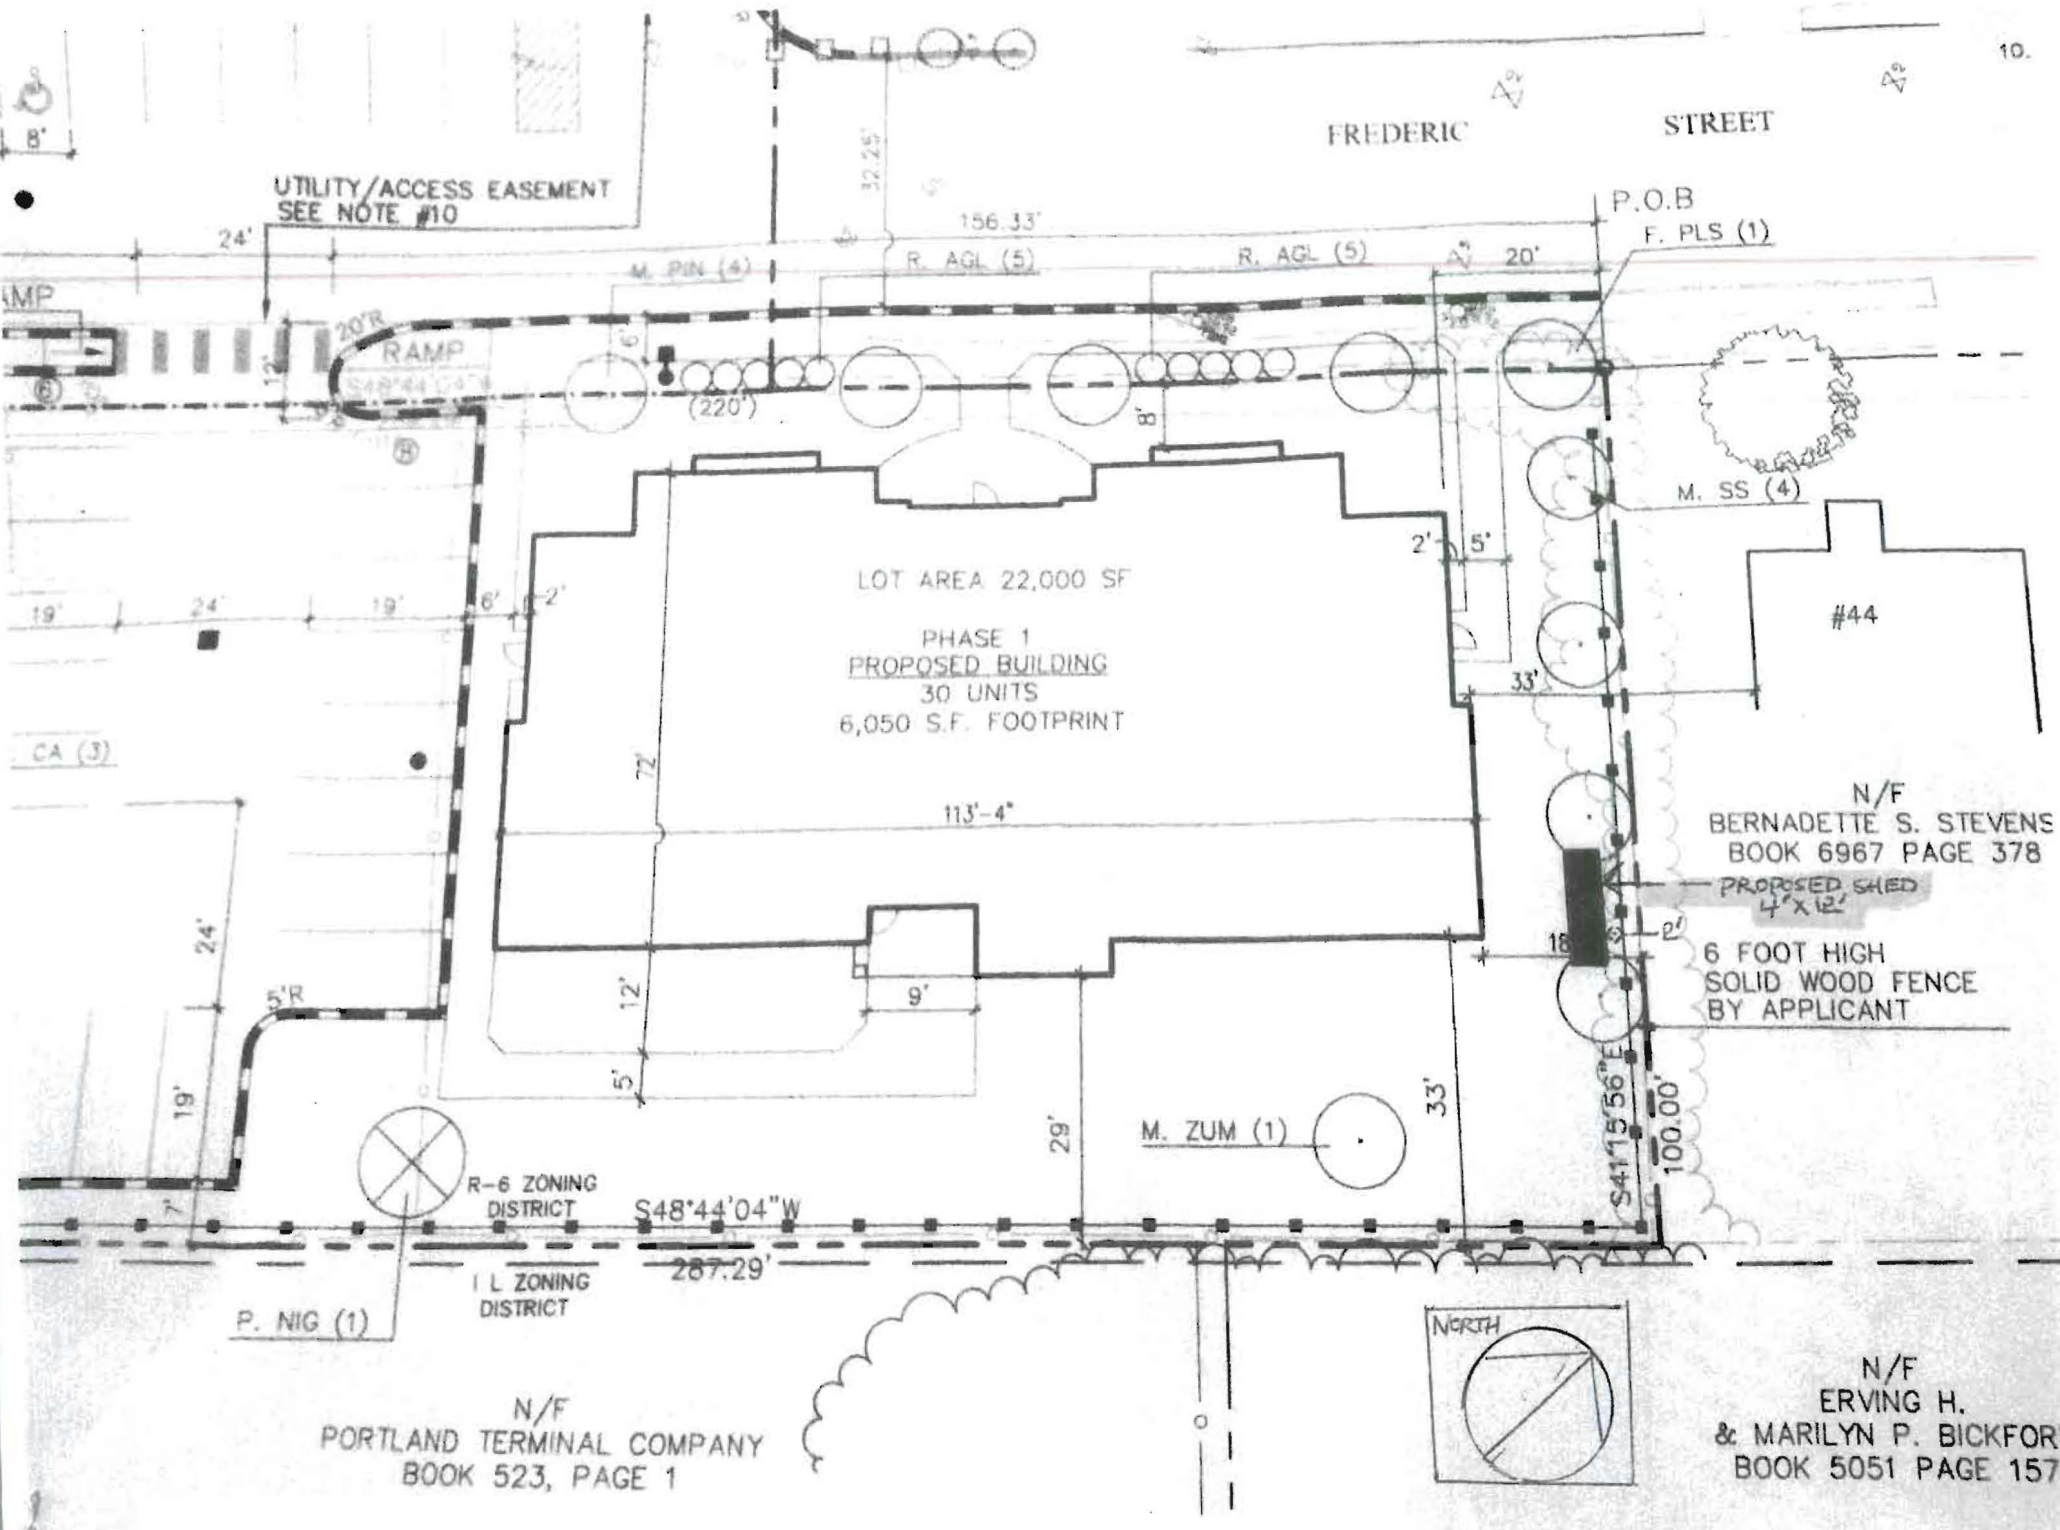 10.
FREDERIC STREET
8'
32.25'
UTILITY/ACCESS EASEMENT
SEE NOTE #10
P.O.B
156.33'
F. PLS (1)
24'
M. PIN (4)
R. AGL (5)
R. AGL (5)
20'
20'R
RAMP
6'
12'
(220')
8'
M. SS (4)
LOT AREA 22,000 SF
2'
5'
19'
24'
19'
6'
2'
#44
PHASE 1
PROPOSED BUILDING
30 UNITS
6,050 S.F. FOOTPRINT
33'
CA (3)
72'
113'-4"
N/F
BERNADETTE S. STEVENS
BOOK 6967 PAGE 378
PROPOSED SHED
4' X 12'
2'
18
6 FOOT HIGH
SOLID WOOD FENCE
BY APPLICANT
24'
12'
9'
5'R
5'
19'
29'
33'
M. ZUM (1)
S41°15'56"E
100.00'
7'
R-6 ZONING
DISTRICT
S48°44'04"W
287.29'
I L ZONING
DISTRICT
P. NIG (1)
NORTH
N/F
PORTLAND TERMINAL COMPANY
BOOK 523, PAGE 1
N/F
ERVING H.
& MARILYN P. BICKFOR
BOOK 5051 PAGE 157